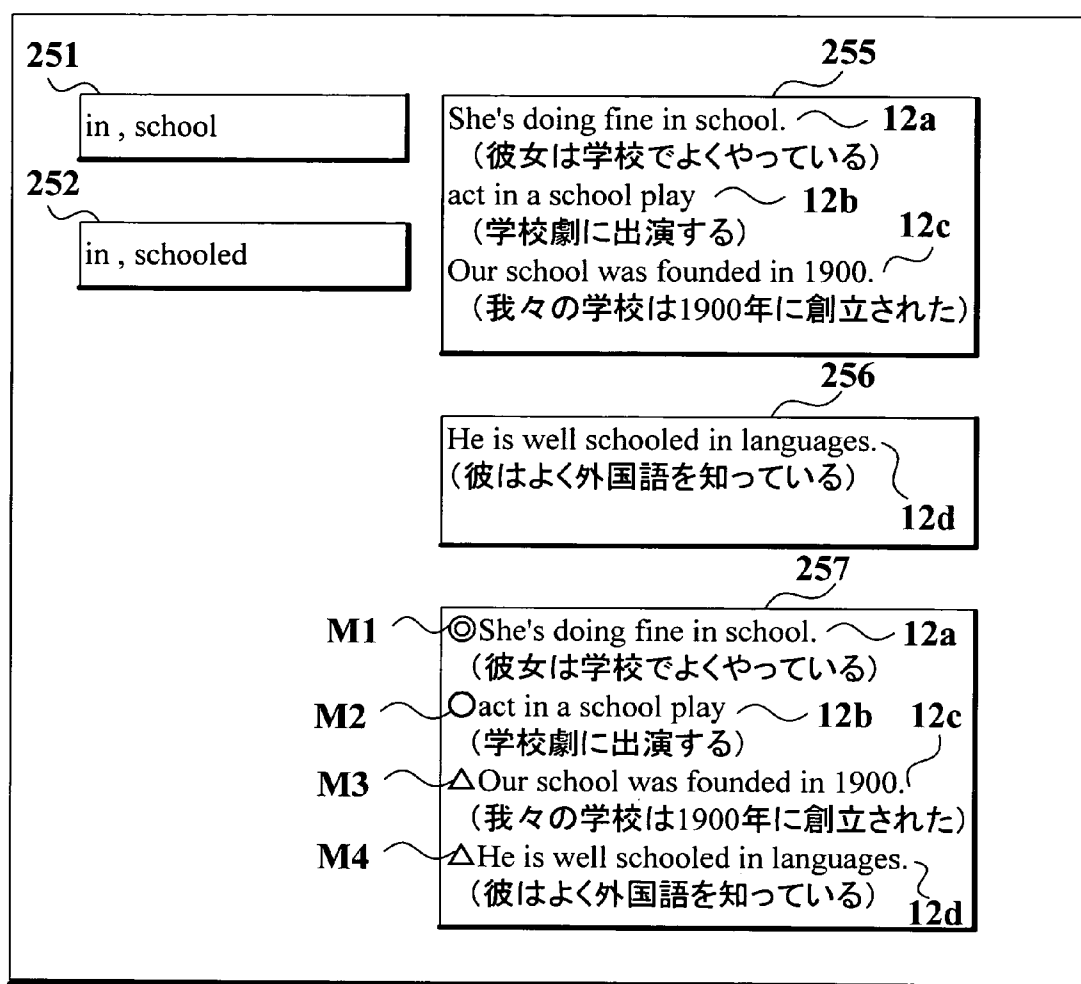 251
in , school
252
in , schooled
255
She's doing fine in school. 12a
（彼女は学校でよくやっている）
act in a school play 12b
（学校劇に出演する） 12c
Our school was founded in 1900.
（我々の学校は1900年に創立された）
256
He is well schooled in languages.
（彼はよく外国語を知っている）
12d
257
M1 ◎She's doing fine in school. 12a
（彼女は学校でよくやっている）
M2 ○act in a school play 12b 12c
（学校劇に出演する）
M3 △Our school was founded in 1900.
（我々の学校は1900年に創立された）
M4 △He is well schooled in languages.
（彼はよく外国語を知っている） 12d